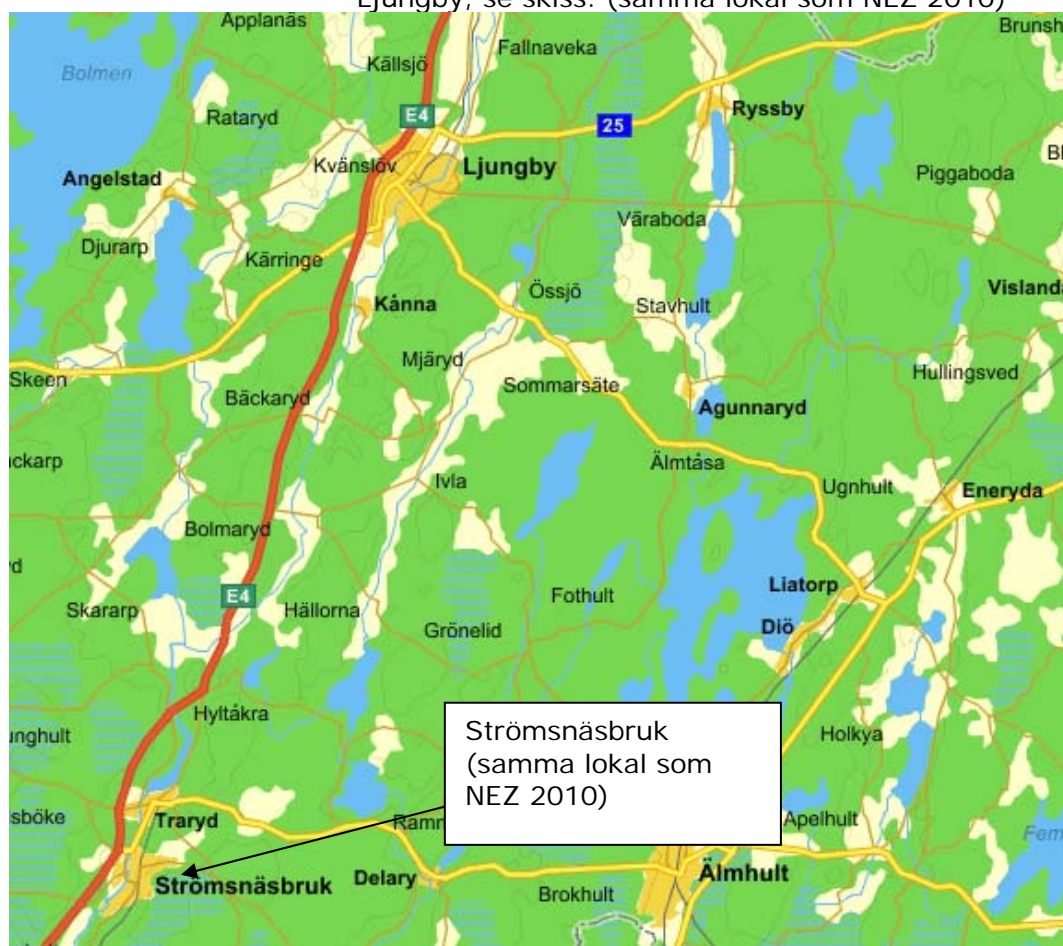 Ljungby, se skiss. (samma lokal som NEZ 2010)
Applanäs
Fallnaveka
Brunsh
Källsjö
Bolmen
E4
Ryssby
Rataryd
25
Kvänslöv
Ljungby
Angelstad
Piggaboda
Väraboda
Djurarp
Kärringe
Össjö
Vislanda
Kånna
Stavhult
Mjäryd
Skeen
Sommarsäte
Hullingsved
Bäckaryd
Agunnaryd
ckarp
Älmtåsa
Ivla
Ugnhult
Eneryda
Bolmaryd
Liatorp
E4
Skararp
Hällorna
Fothult
Grönelid
Diö
Hyltåkra
Strömsnäsbruk
(samma lokal som
NEZ 2010)
Holkya
unghult
sböke
Traryd
Ramn
Apelhult
Fem
Strömsnäsbruk
Delary
Älmhult
Brokhult